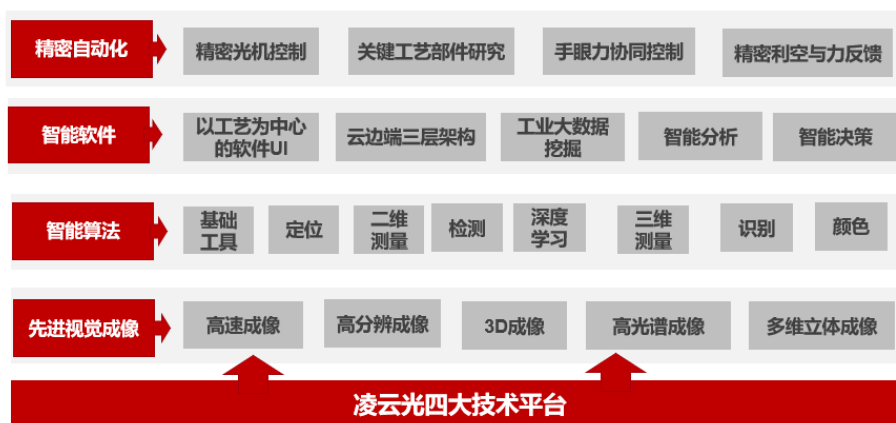 精密自动化
精密光机控制
关键工艺部件研究
手眼力协同控制
精密利空与力反馈
智能软件
以工艺为中心
的软件UI
云边端三层架构
工业大数据
挖掘
智能分析
智能决策
智能算法
基础
工具
定位
二维
测量
检测
深度
学习
三维
测量
识别
颜色
先进视觉成像
高速成像
高分辨成像
3D成像
高光谱成像
多维立体成像
凌云光四大技术平台